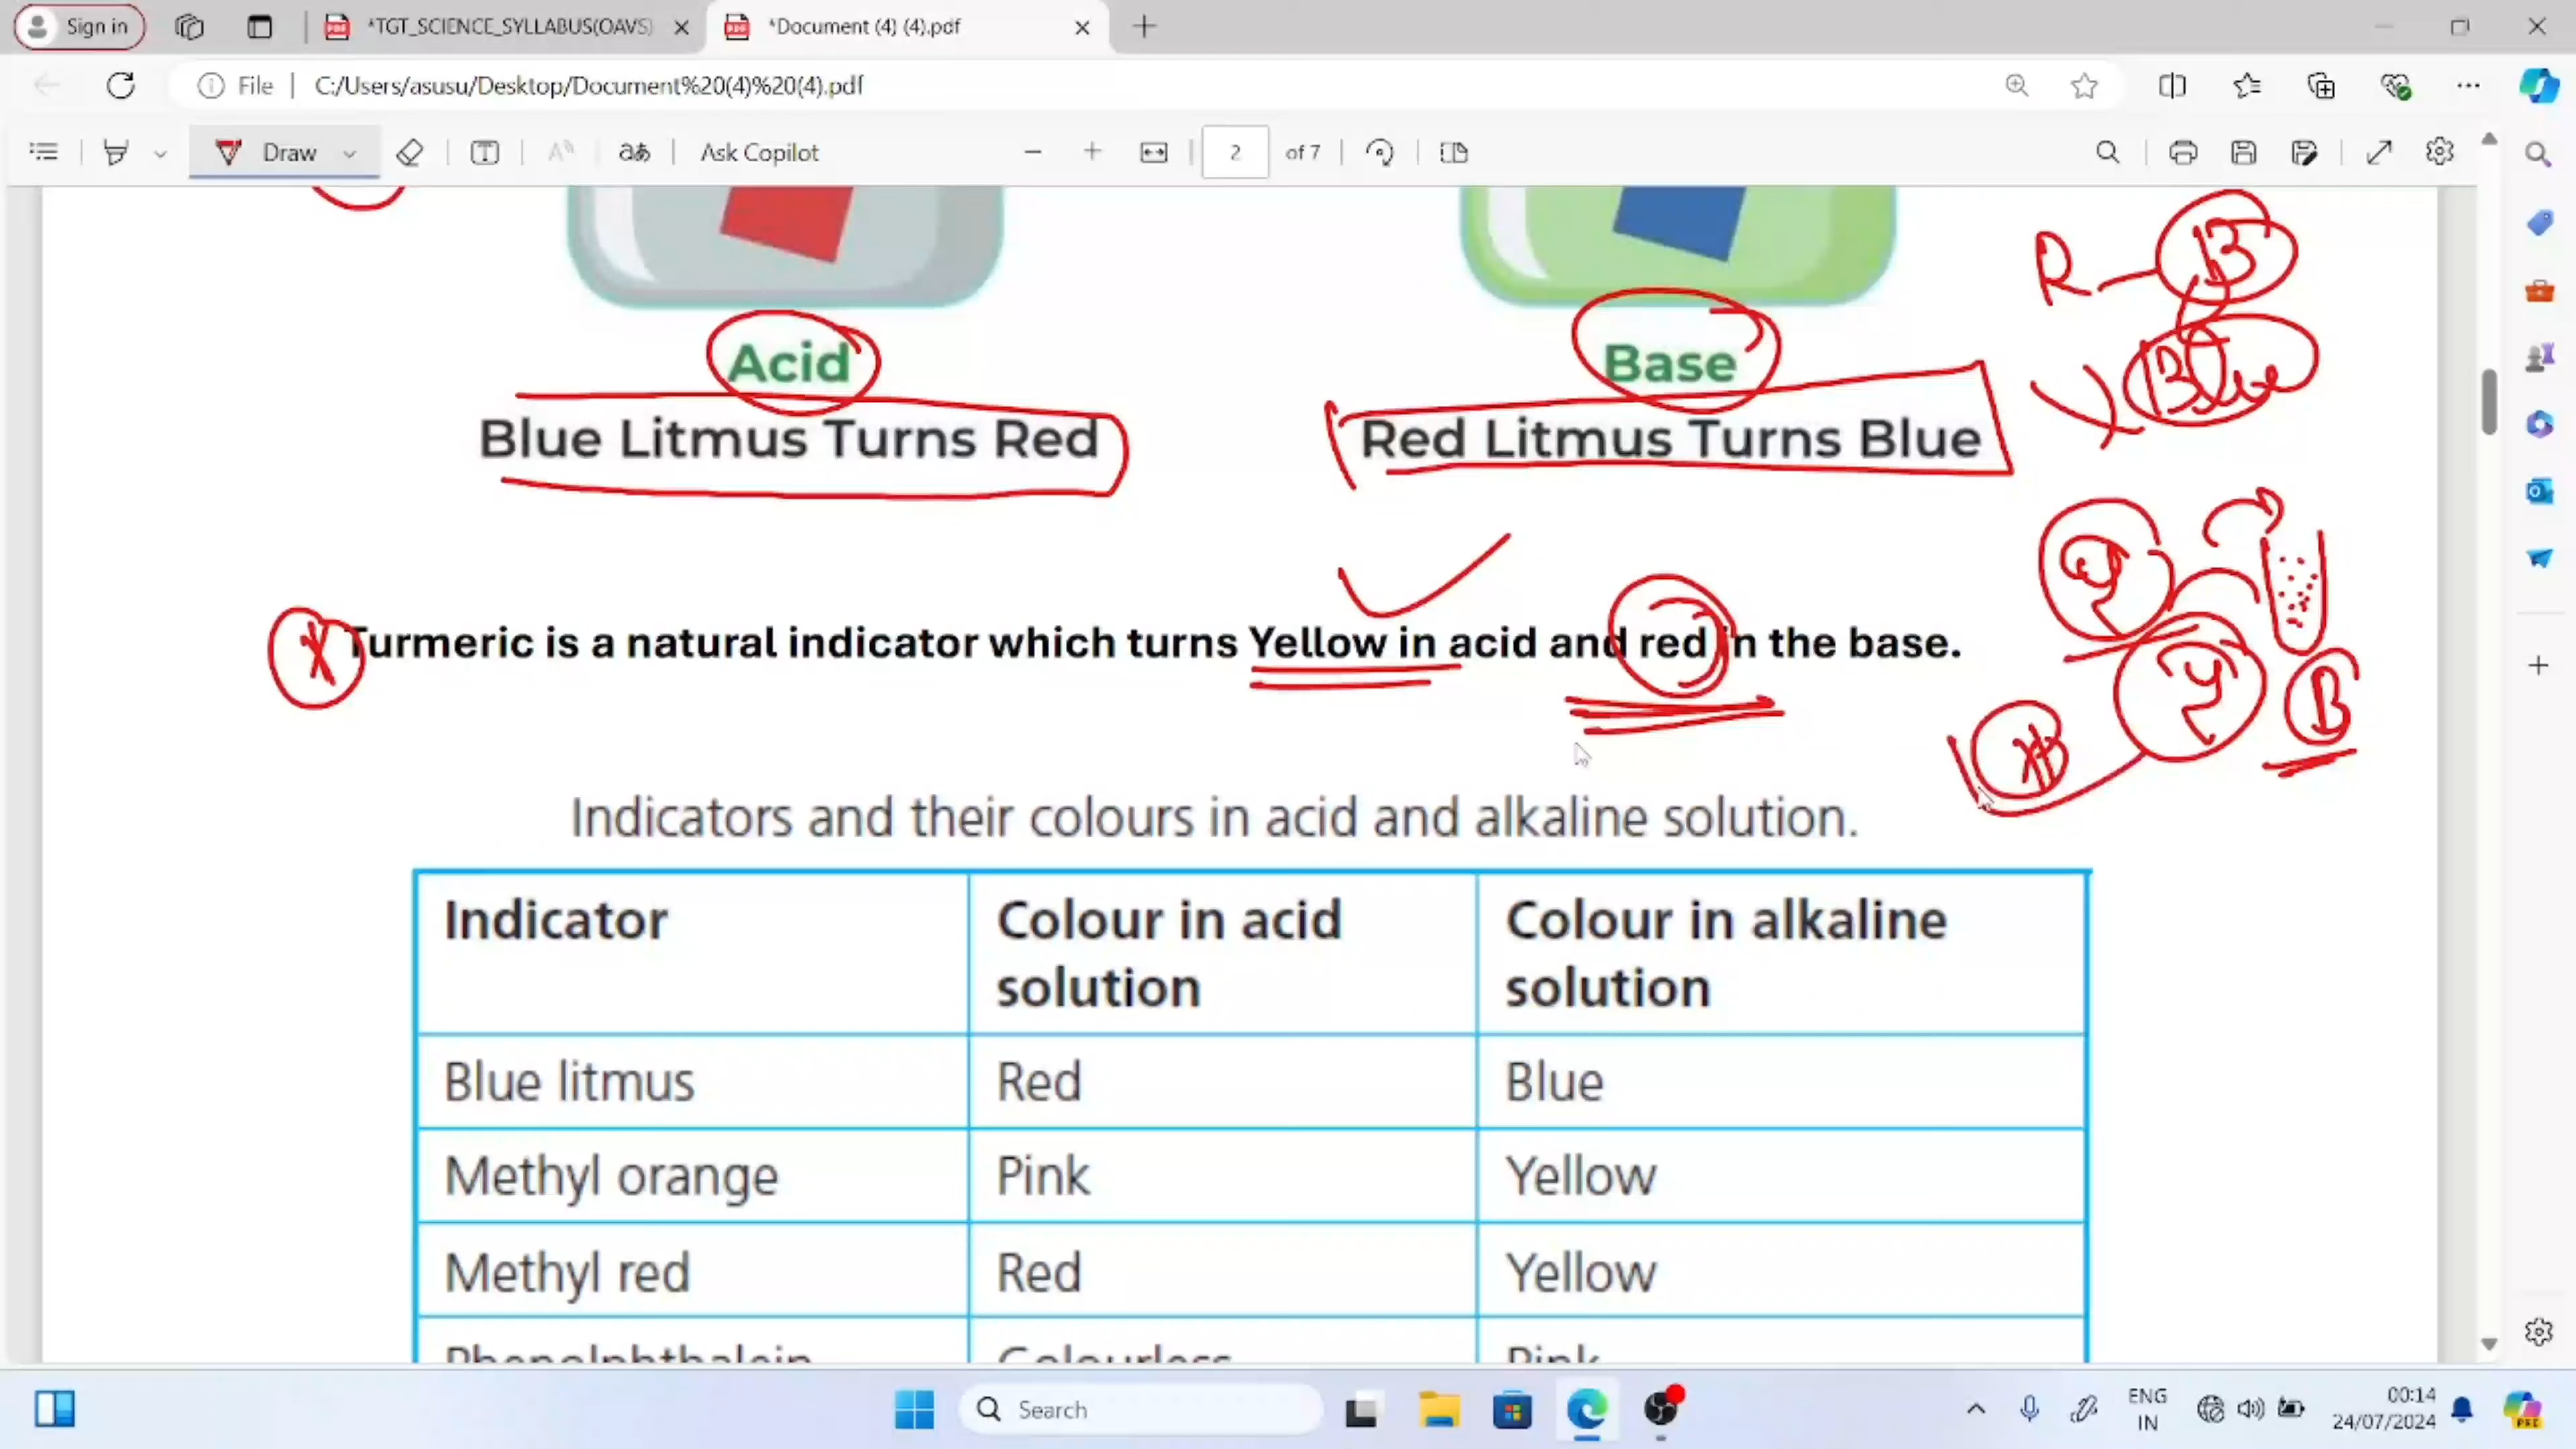 Sign in
*TGT_SCIENCE_SYLLABUS(OAVS)
*Document (4) (4).pdf
File
C:/Users/asusu/Desktop/Document%20(4)%20(4).pdf
Draw
Ask Copilot
2 of 7
R B
Acid
Base
Blue
Blue Litmus Turns Red
Red Litmus Turns Blue
Y
Turmeric is a natural indicator which turns Yellow in acid and red in the base.
Y
B
Indicators and their colours in acid and alkaline solution.
Indicator
Colour in acid solution
Colour in alkaline solution
Blue litmus Red Blue
Methyl orange Pink Yellow
Methyl red Red Yellow
Phenolphthalein Colourless Pink
Search
ENG
IN
00:14
24/07/2024
PRE